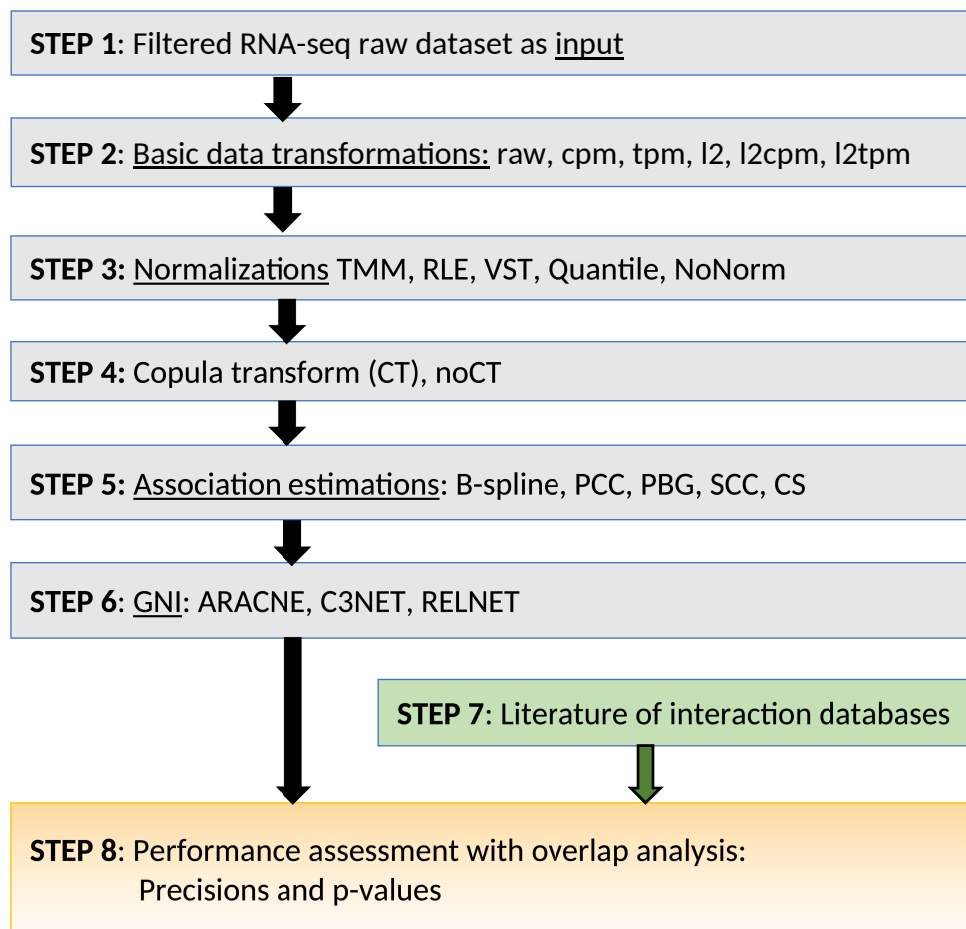 STEP 1: Filtered RNA-seq raw dataset as input
STEP 2: Basic data transformations: raw, cpm, tpm, l2, l2cpm, l2tpm
STEP 3: Normalizations TMM, RLE, VST, Quantile, NoNorm
STEP 4: Copula transform (CT), noCT
STEP 5: Association estimations: B-spline, PCC, PBG, SCC, CS
STEP 6: GNI: ARACNE, C3NET, RELNET
STEP 7: Literature of interaction databases
STEP 8: Performance assessment with overlap analysis:
Precisions and p-values